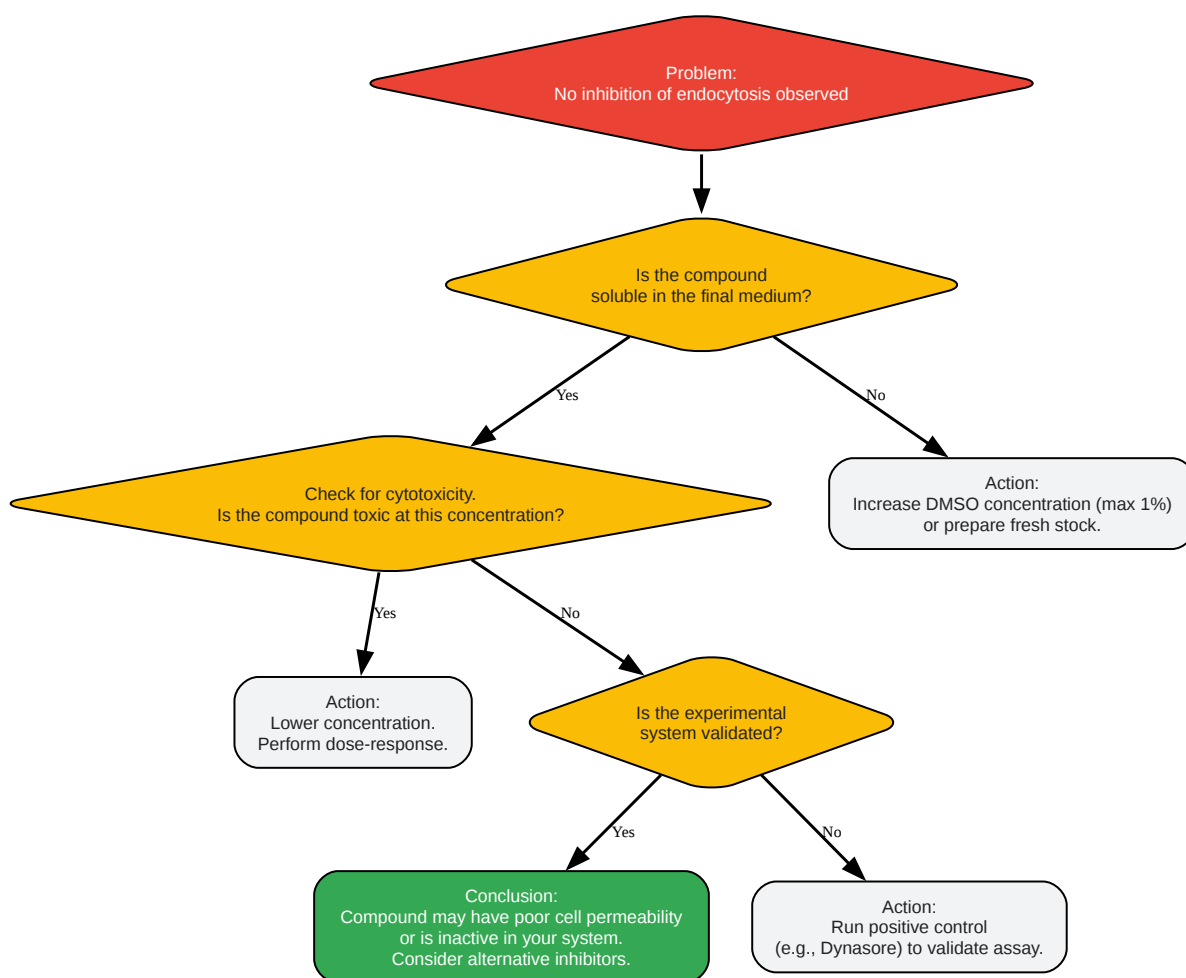 Problem:
No inhibition of endocytosis observed
Is the compound
soluble in the final medium?
Yes
No
Check for cytotoxicity.
Is the compound toxic at this concentration?
Action:
Increase DMSO concentration (max 1%)
or prepare fresh stock.
Yes
No
Action:
Lower concentration.
Perform dose-response.
Is the experimental
system validated?
Yes
No
Conclusion:
Compound may have poor cell permeability
or is inactive in your system.
Consider alternative inhibitors.
Action:
Run positive control
(e.g., Dynasore) to validate assay.